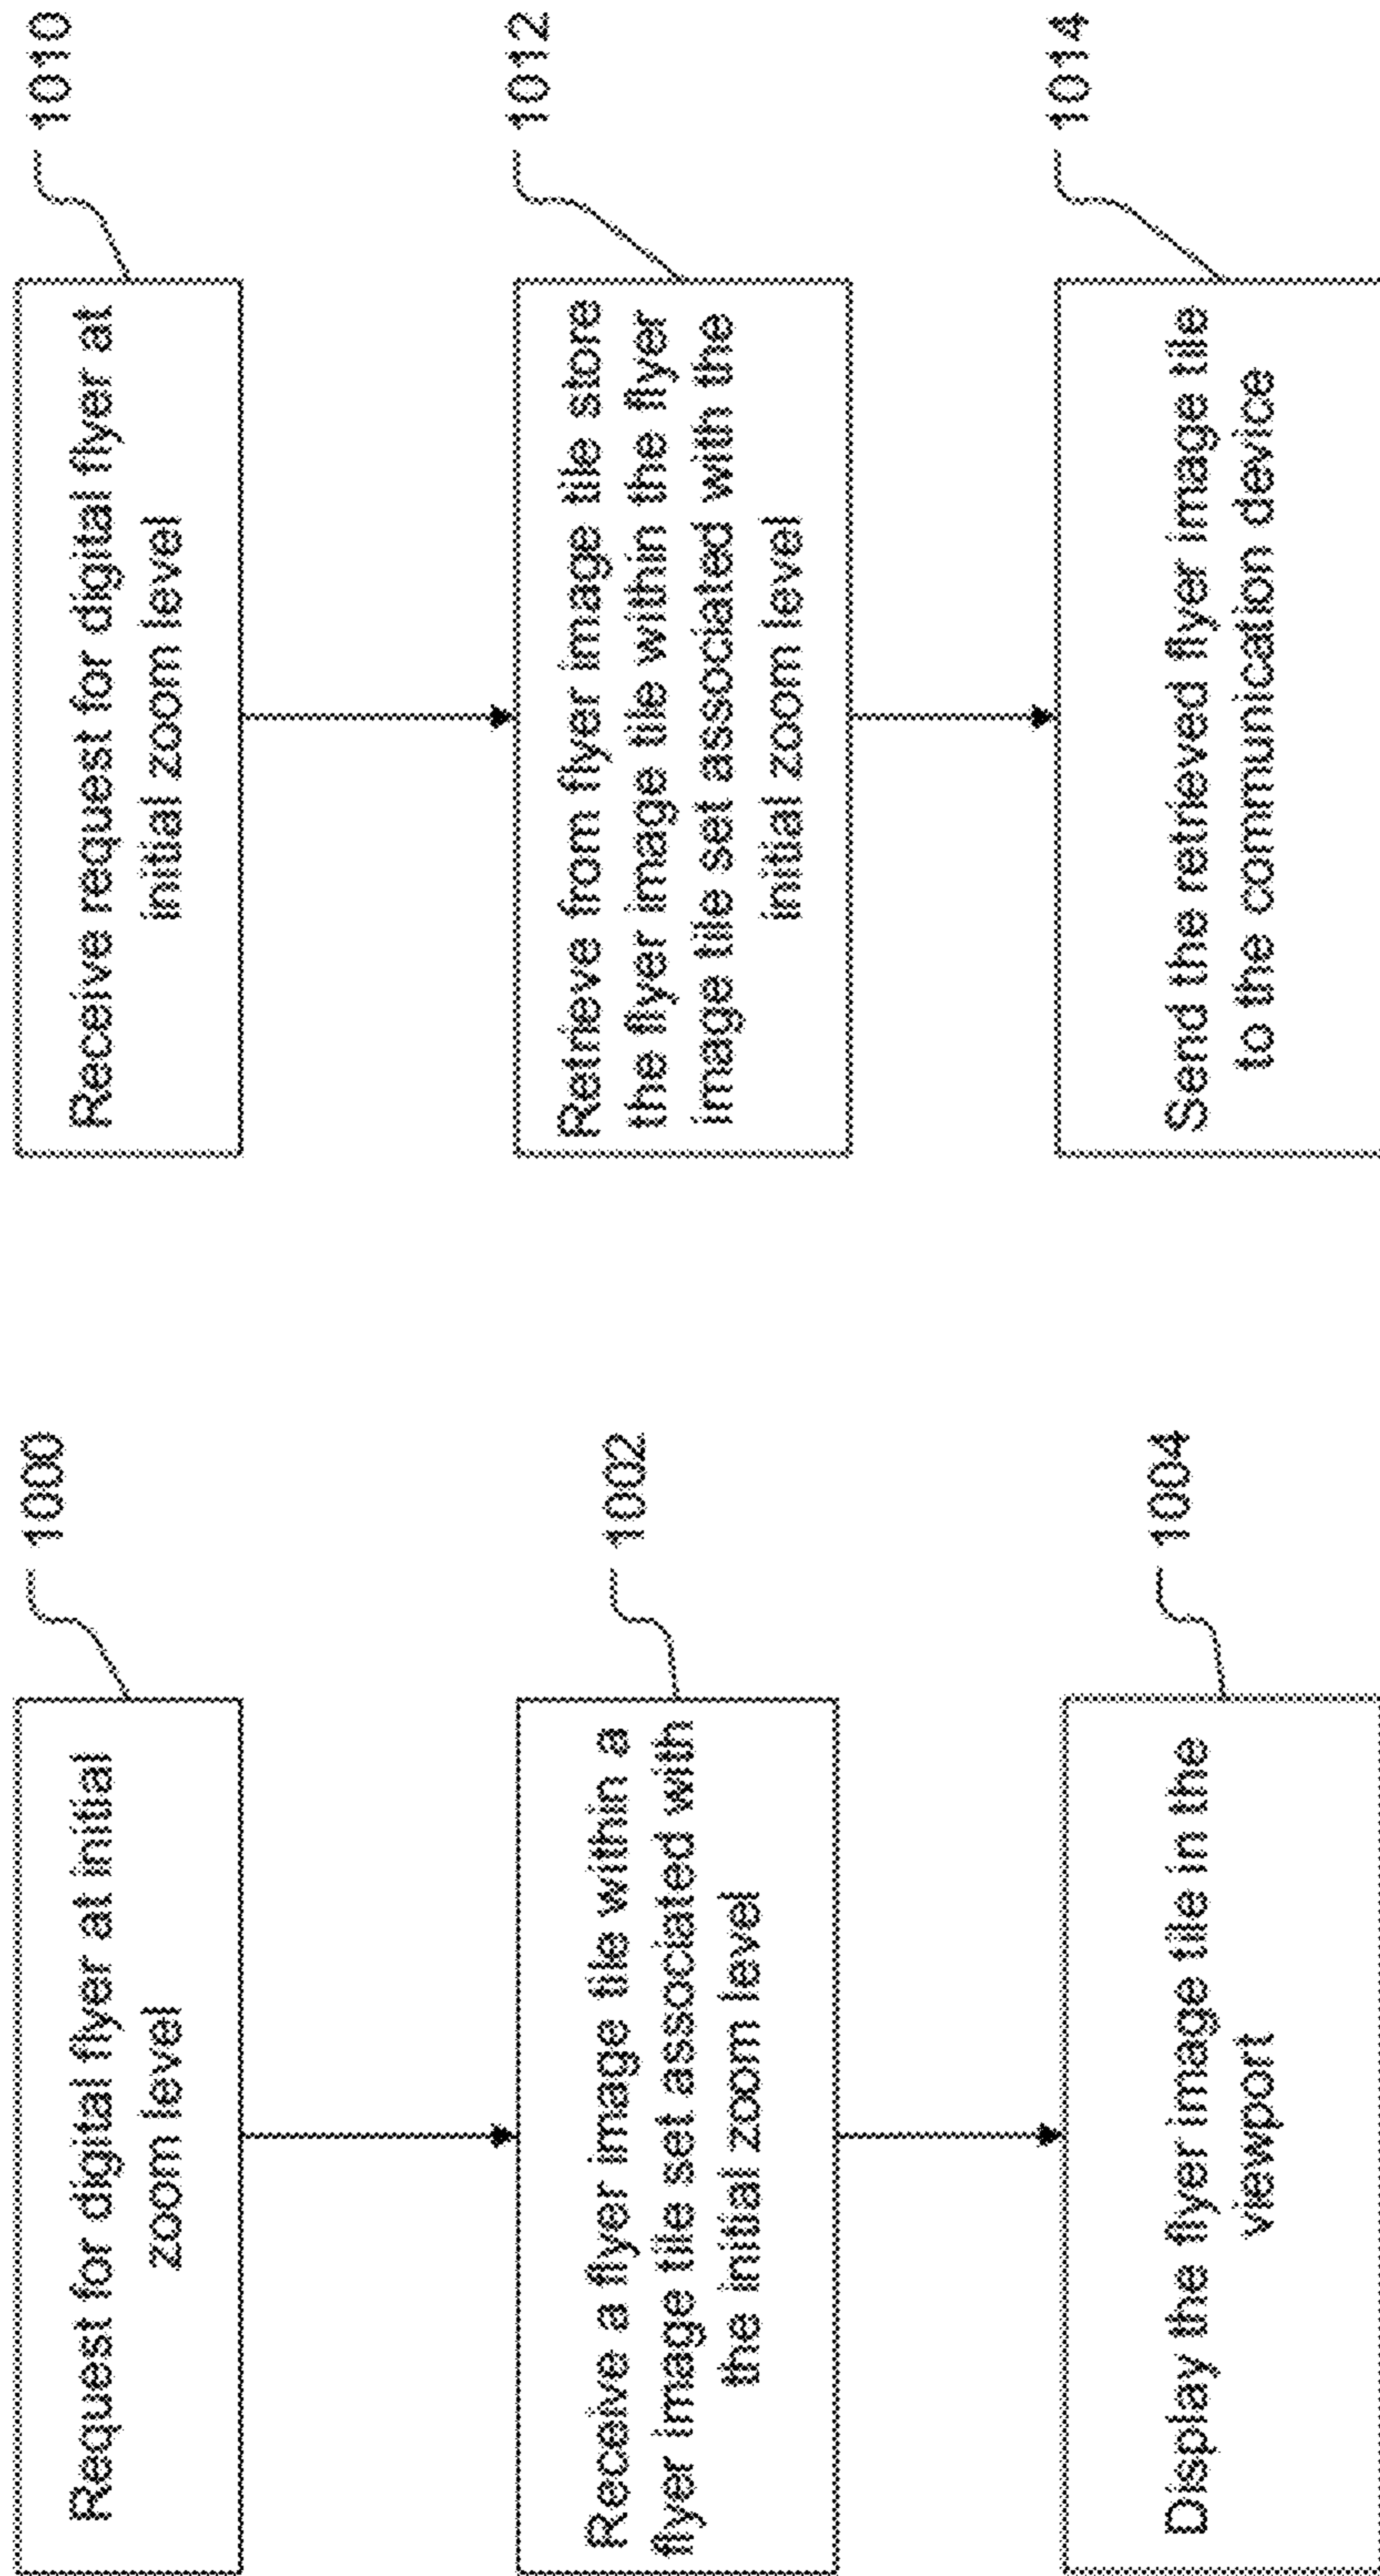 Request for digital flyer at initial
zoom level
1000
Receive a flyer image tile within a
flyer image tile set associated with
the initial zoom level
1002
Display the flyer image tile in the
viewport
1004
Receive request for digital flyer at
initial zoom level
1010
Retrieve from flyer image tile store
the flyer image tile within the flyer
image tile set associated with the
initial zoom level
1012
Send the retrieved flyer image tile
to the communication device
1014